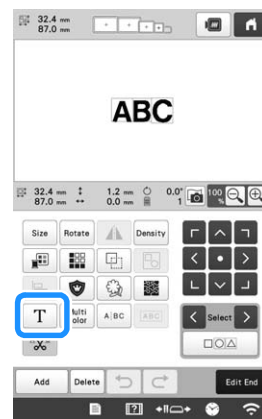 32.4 mm
87.0 mm
ABC
32.4 mm 1.2 mm 0.0°
87.0 mm 0.0 mm 1
100 %
Size Rotate Density
T Multi Color A BC ABC
Select
Add Delete Edit End